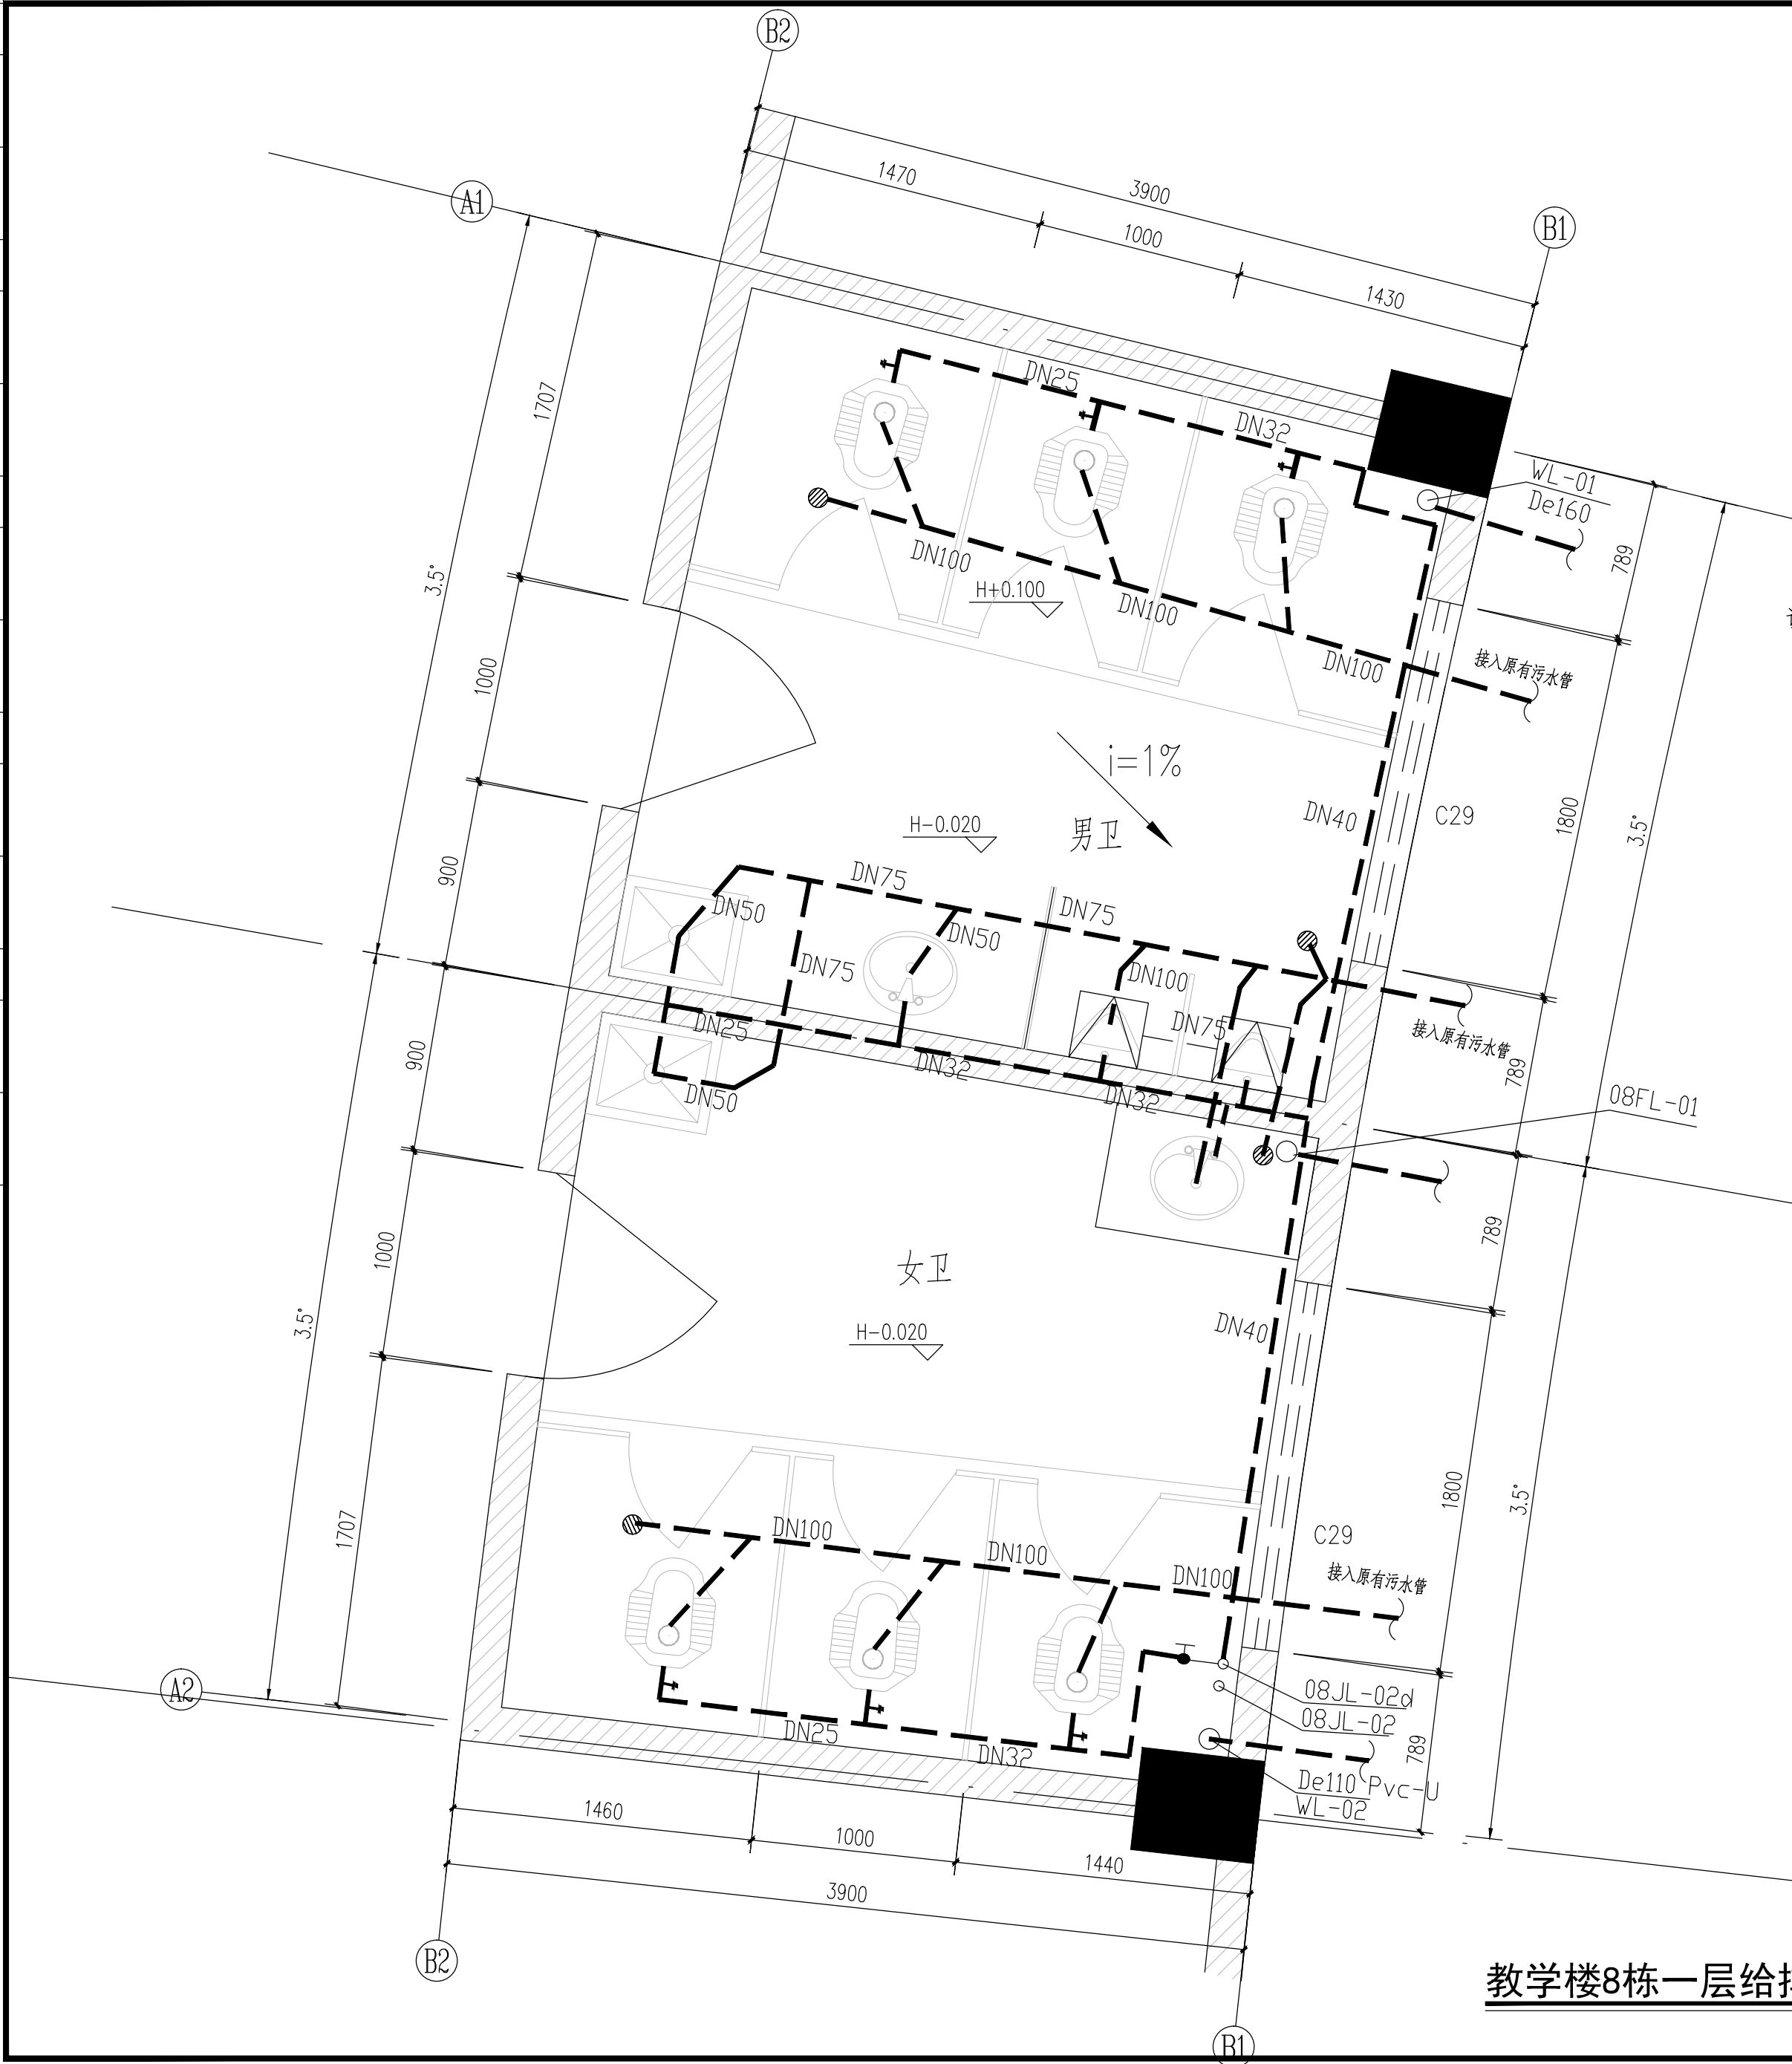 B2
A1
B1
1470
3900
1000
1430
1707
DN25
DN32
WL-01
De160
789
3.5°
DN100
H+0.100
DN100
DN100
接入原有污水管
1000
i=1%
1800
H-0.020
男卫
DN40
C29
3.5°
900
DN75
DN50
DN75
DN50
DN75
DN100
DN25
DN75
接入原有污水管
900
DN32
789
DN50
DN32
08FL-01
1000
789
女卫
3.5°
H-0.020
DN40
1707
DN100
DN100
DN100
C29
接入原有污水管
1800
3.5°
A2
08JL-02d
08JL-02
DN25
DN32
789
De110 Pvc-U
WL-02
1460
1000
1440
3900
B2
教学楼8栋一层给
B1